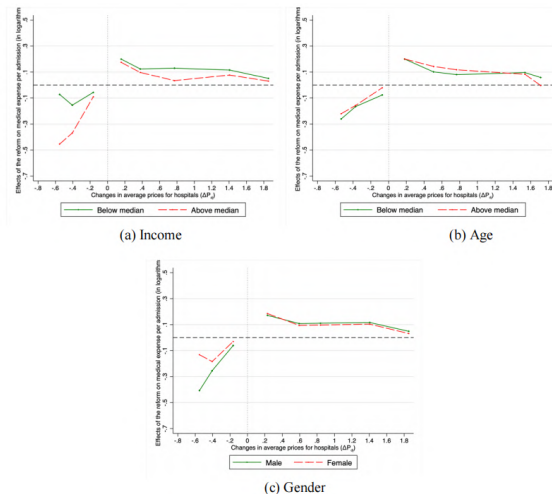 Effects of the reform on medical expense per admission (in logarithm)
.5
.3
.1
-.1
-.3
-.5
-.7
-.8 -.6 -.4 -.2 0 .2 .4 .6 .8 1 1.2 1.4 1.6 1.8
Changes in average prices for hospitals (ΔPₕ)
Below median Above median
(a) Income
Effects of the reform on medical expense per admission (in logarithm
.5
.3
.1
-.1
-.3
-.5
-.7
-.8 -.6 -.4 -.2 0 .2 .4 .6 .8 1 1.2 1.4 1.6 1.8
Changes in average prices for hospitals (ΔPₕ)
Below median Above median
(b) Age
Effects of the reform on medical expense per admission (in logarithm
.5
.3
.1
-.1
-.3
-.5
-.7
-.8 -.6 -.4 -.2 0 .2 .4 .6 .8 1 1.2 1.4 1.6 1.8
Changes in average prices for hospitals (ΔPₕ)
Male Female
(c) Gender